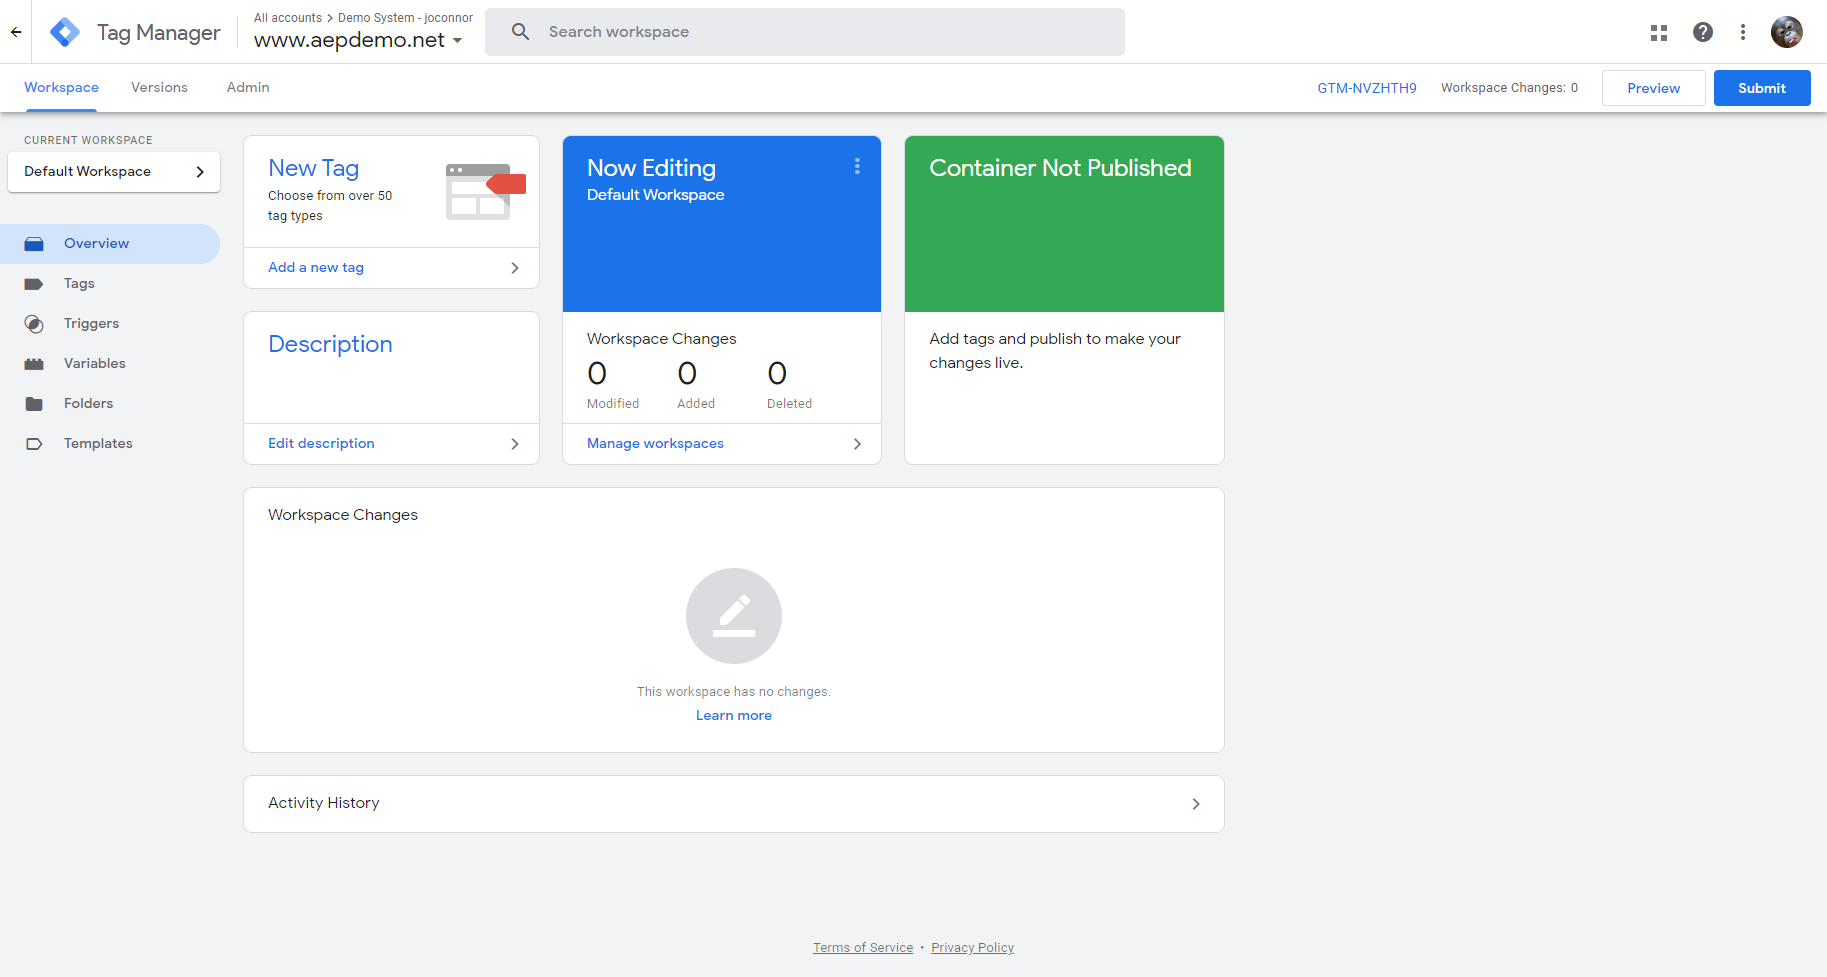 Tag Manager
All accounts > Demo System - joconnor
www.aepdemo.net
Search workspace
Workspace
Versions
Admin
GTM-NVZHTH9
Workspace Changes: 0
Preview
Submit
CURRENT WORKSPACE
Default Workspace
Overview
Tags
Triggers
Variables
Folders
Templates
New Tag
Choose from over 50
tag types
Add a new tag
Description
Edit description
Now Editing
Default Workspace
Workspace Changes
0 0 0
Modified Added Deleted
Manage workspaces
Container Not Published
Add tags and publish to make your
changes live.
Workspace Changes
This workspace has no changes.
Learn more
Activity History
Terms of Service • Privacy Policy